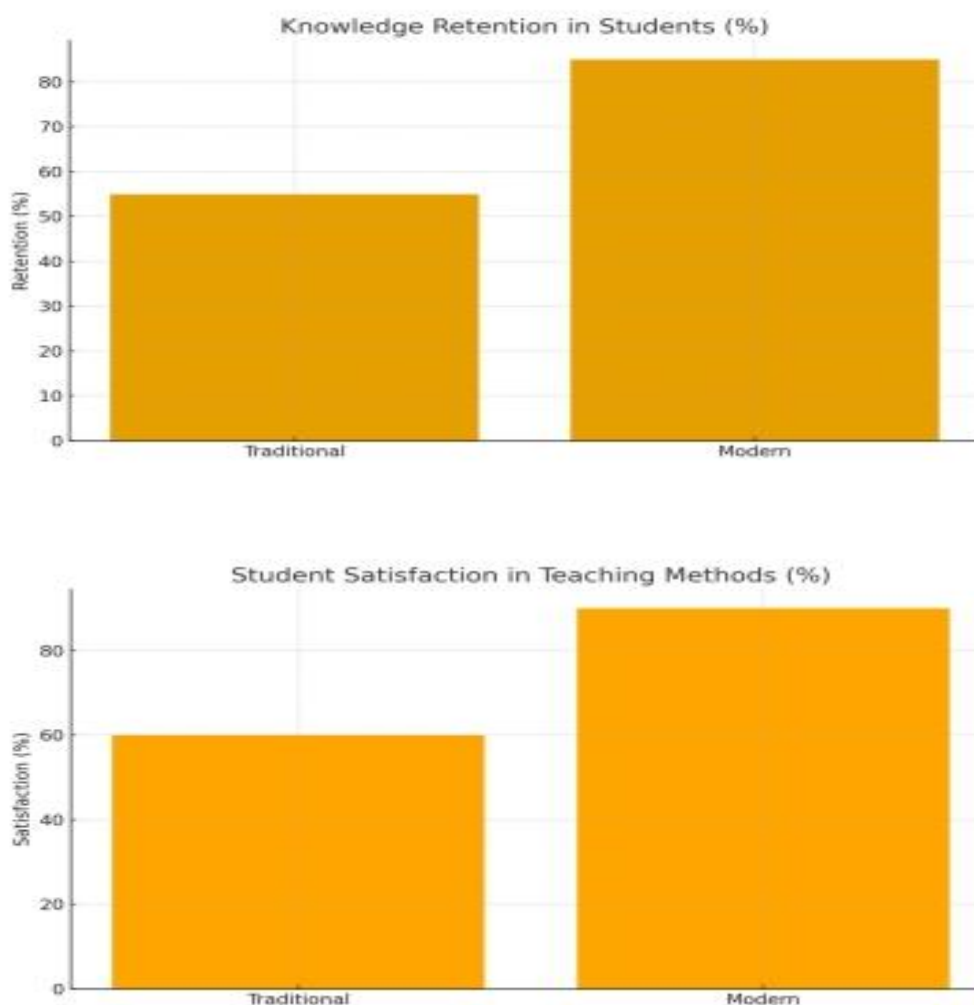 Knowledge Retention in Students (%)
80
70
60
50
40
30
20
10
0
Retention (%)
Traditional Modern
Student Satisfaction in Teaching Methods (%)
80
60
40
20
0
Satisfaction (%)
Traditional Modern